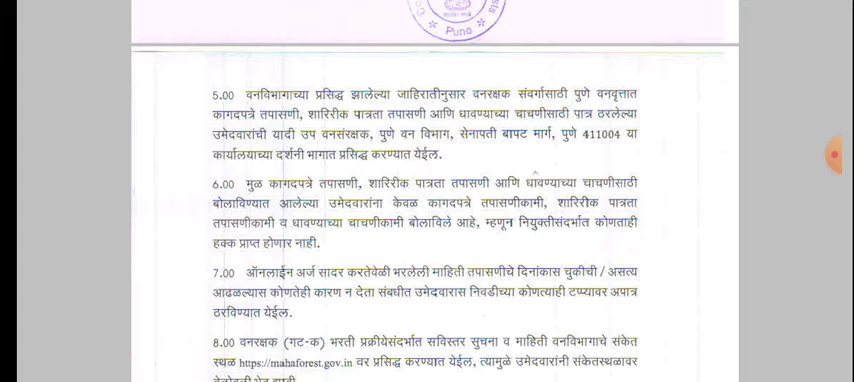 Pune
5.00 वनविभागाच्या प्रसिद्ध झालेल्या जाहिरातीनुसार वनरक्षक संवर्गासाठी पुणे वनवृत्तात
कागदपत्रे तपासणी, शारिरीक पात्रता तपासणी आणि धावण्याच्या चाचणीसाठी पात्र ठरलेल्या
उमेदवारांची यादी उप वनसंरक्षक, पुणे वन विभाग, सेनापती बापट मार्ग, पुणे 411004 या
कार्यालयाच्या दर्शनी भागात प्रसिद्ध करण्यात येईल.
6.00 मुळ कागदपत्रे तपासणी, शारिरीक पात्रता तपासणी आणि धावण्याच्या चाचणीसाठी
बोलाविण्यात आलेल्या उमेदवारांना केवळ कागदपत्रे तपासणीकामी, शारिरीक पात्रता
तपासणीकामी व धावण्याच्या चाचणीकामी बोलाविले आहे, म्हणून नियुक्तीसंदर्भात कोणताही
हक्क प्राप्त होणार नाही.
7.00 ऑनलाईन अर्ज सादर करतेवेळी भरलेली माहिती तपासणीचे दिनांकास चुकीची / असत्य
आढळल्यास कोणतेही कारण न देता संबधीत उमेदवारास निवडीच्या कोणत्याही टप्प्यावर अपात्र
ठरविण्यात येईल.
8.00 वनरक्षक (गट-क) भरती प्रक्रीयेसंदर्भात सविस्तर सुचना व माहिती वनविभागाचे संकेत
स्थळ https://mahaforest.gov.in वर प्रसिद्ध करण्यात येईल, त्यामुळे उमेदवारांनी संकेतस्थळावर